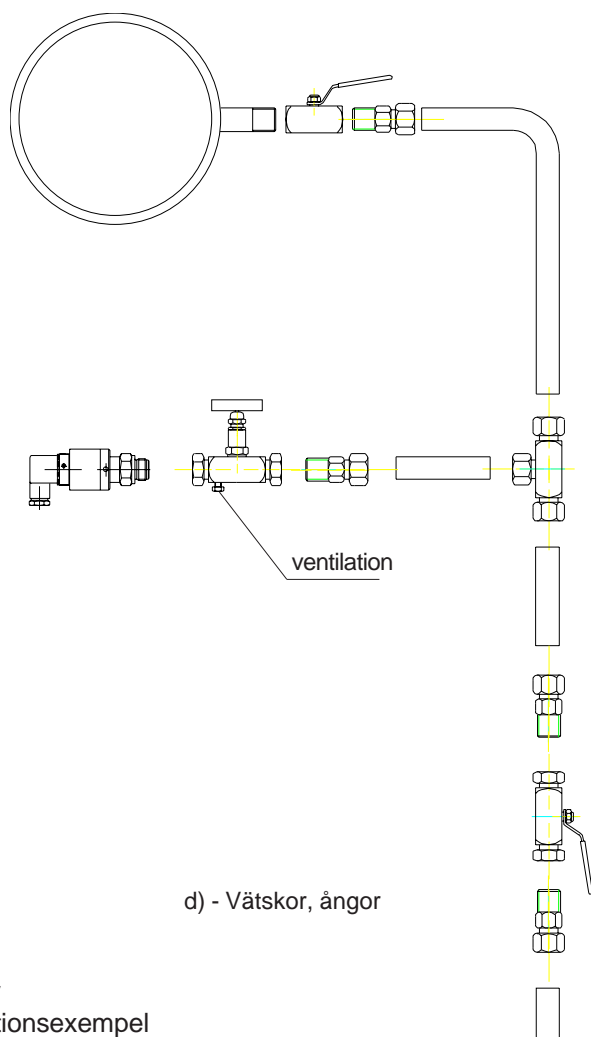 ventilation
d) - Vätskor, ångor
tionsexempel